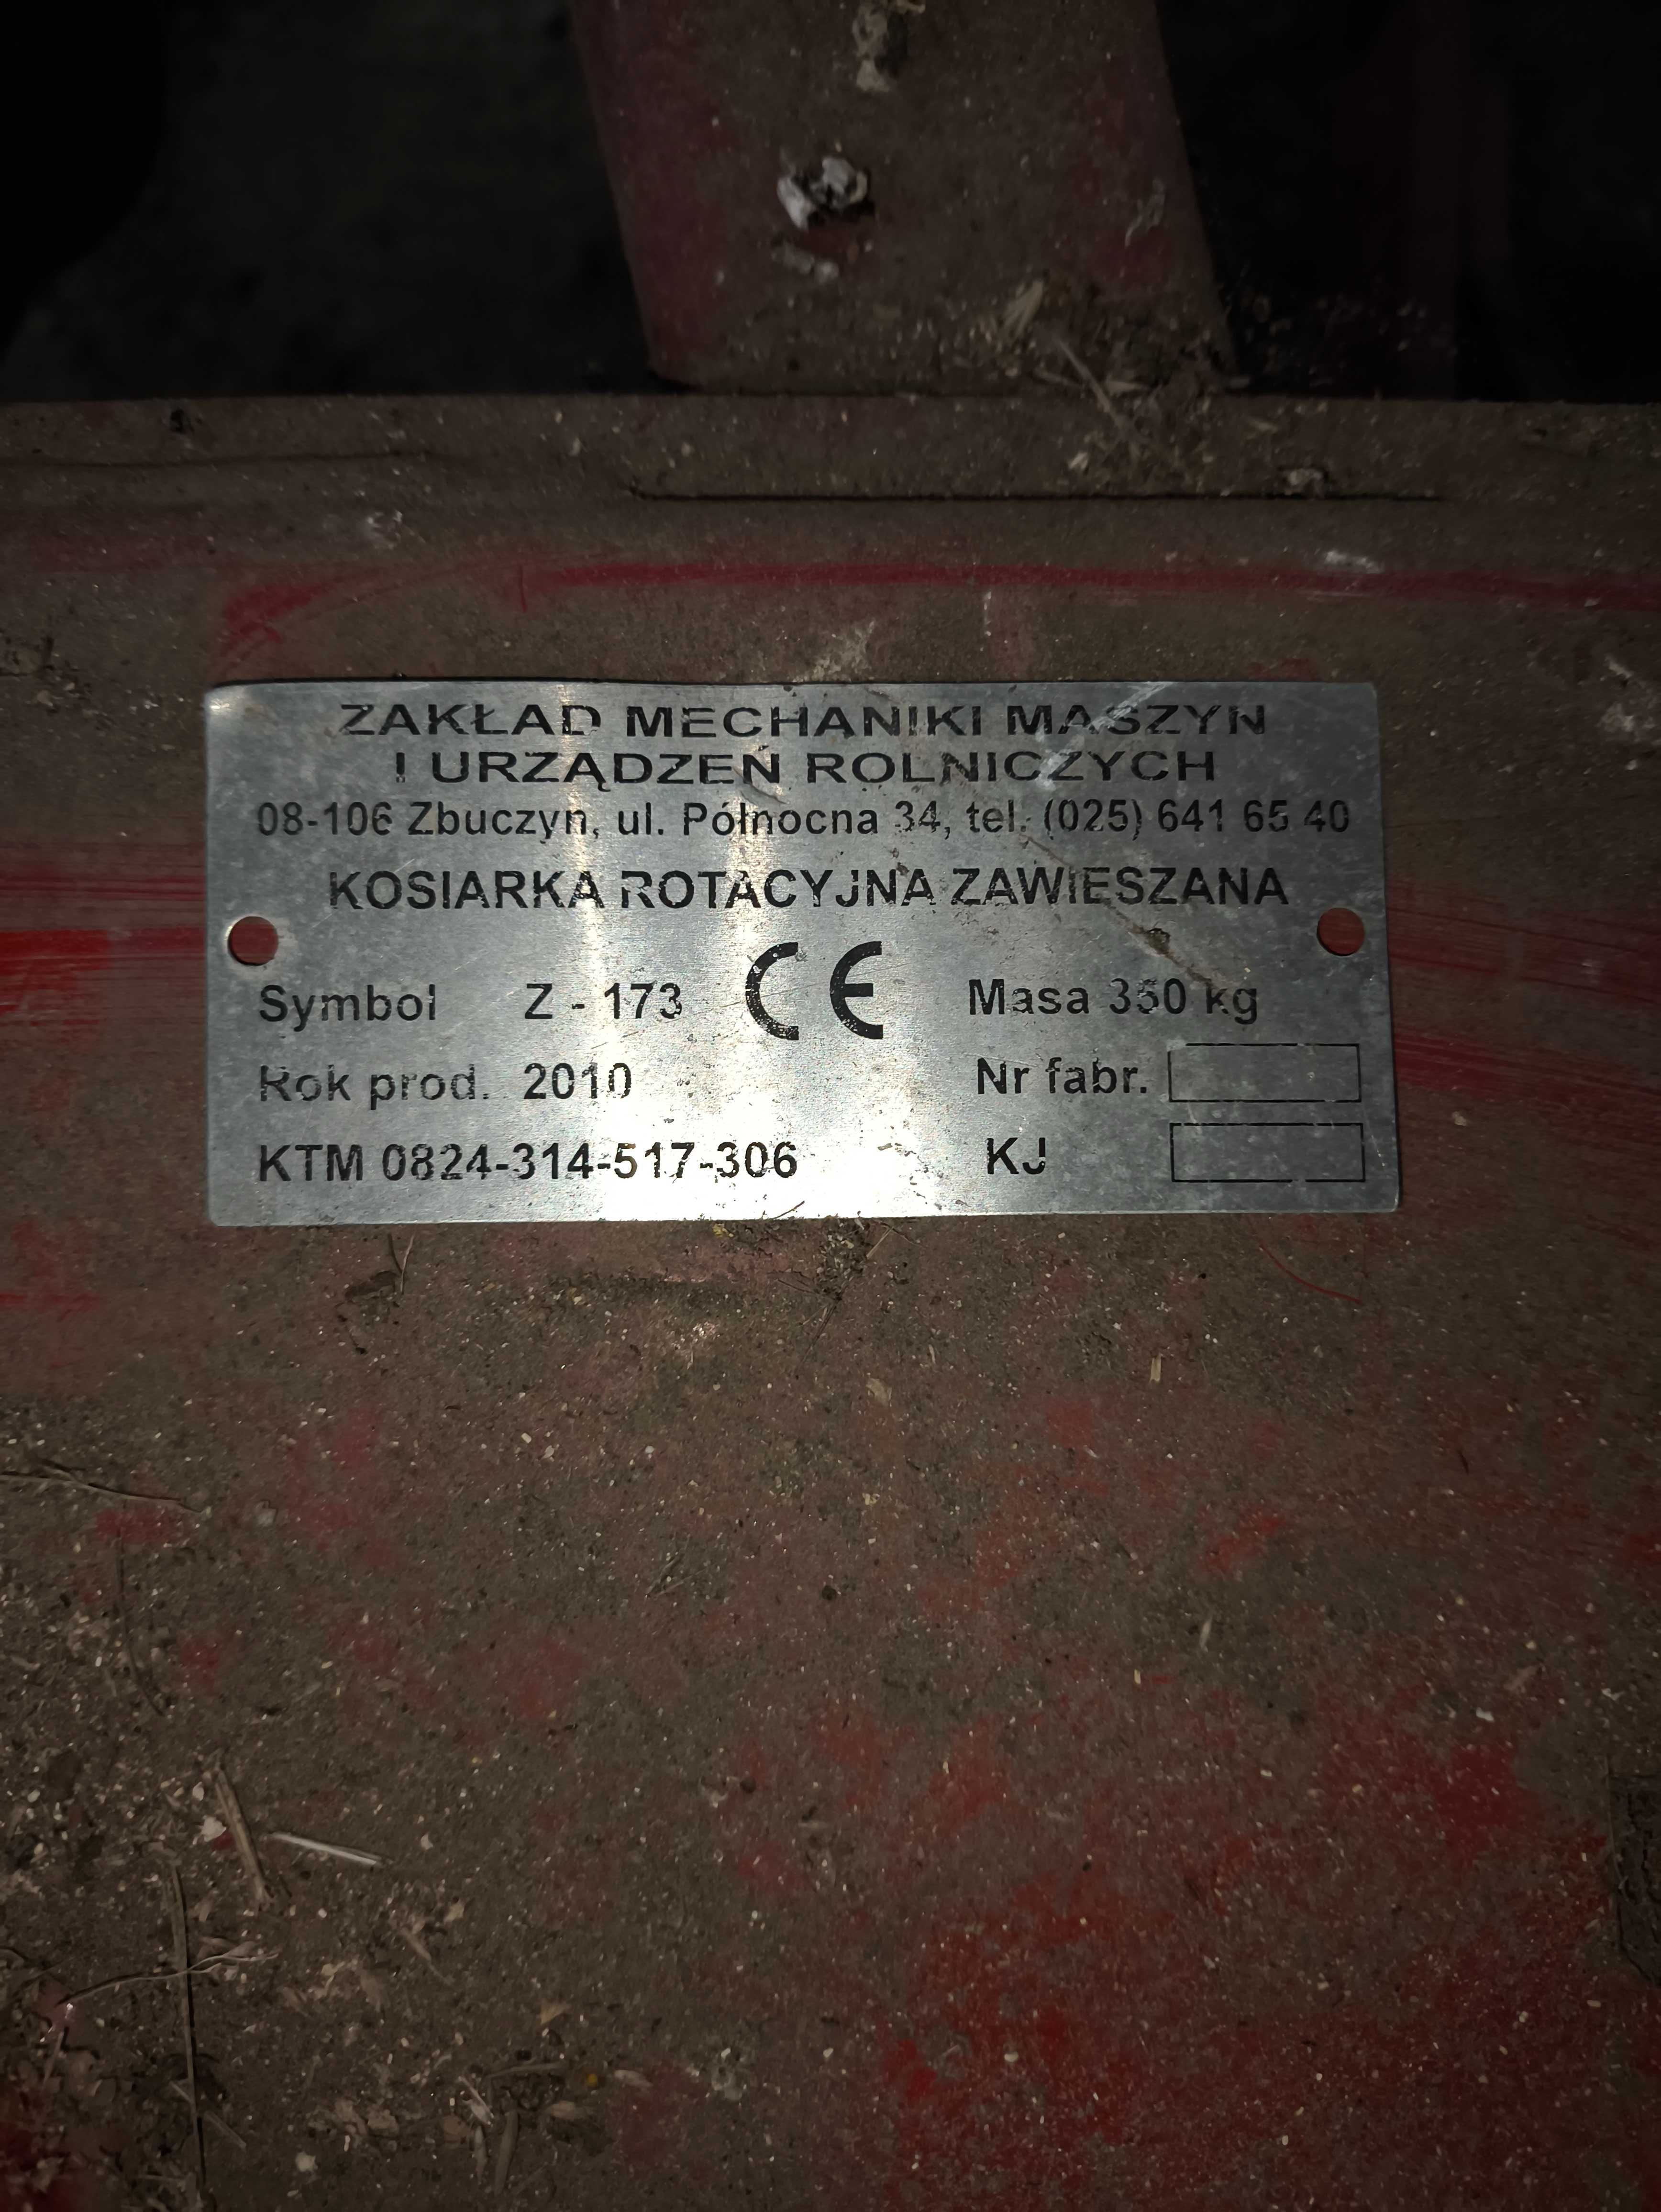 ZAKŁAD MECHANIKI MASZYN
I URZĄDZEŃ ROLNICZYCH
08-106 Zbuczyn, ul. Północna 34, tel. (025) 641 65 40
KOSIARKA ROTACYJNA ZAWIESZANA
Symbol Z - 173 CE Masa 350 kg
Rok prod. 2010 Nr fabr.
KTM 0824-314-517-306 KJ